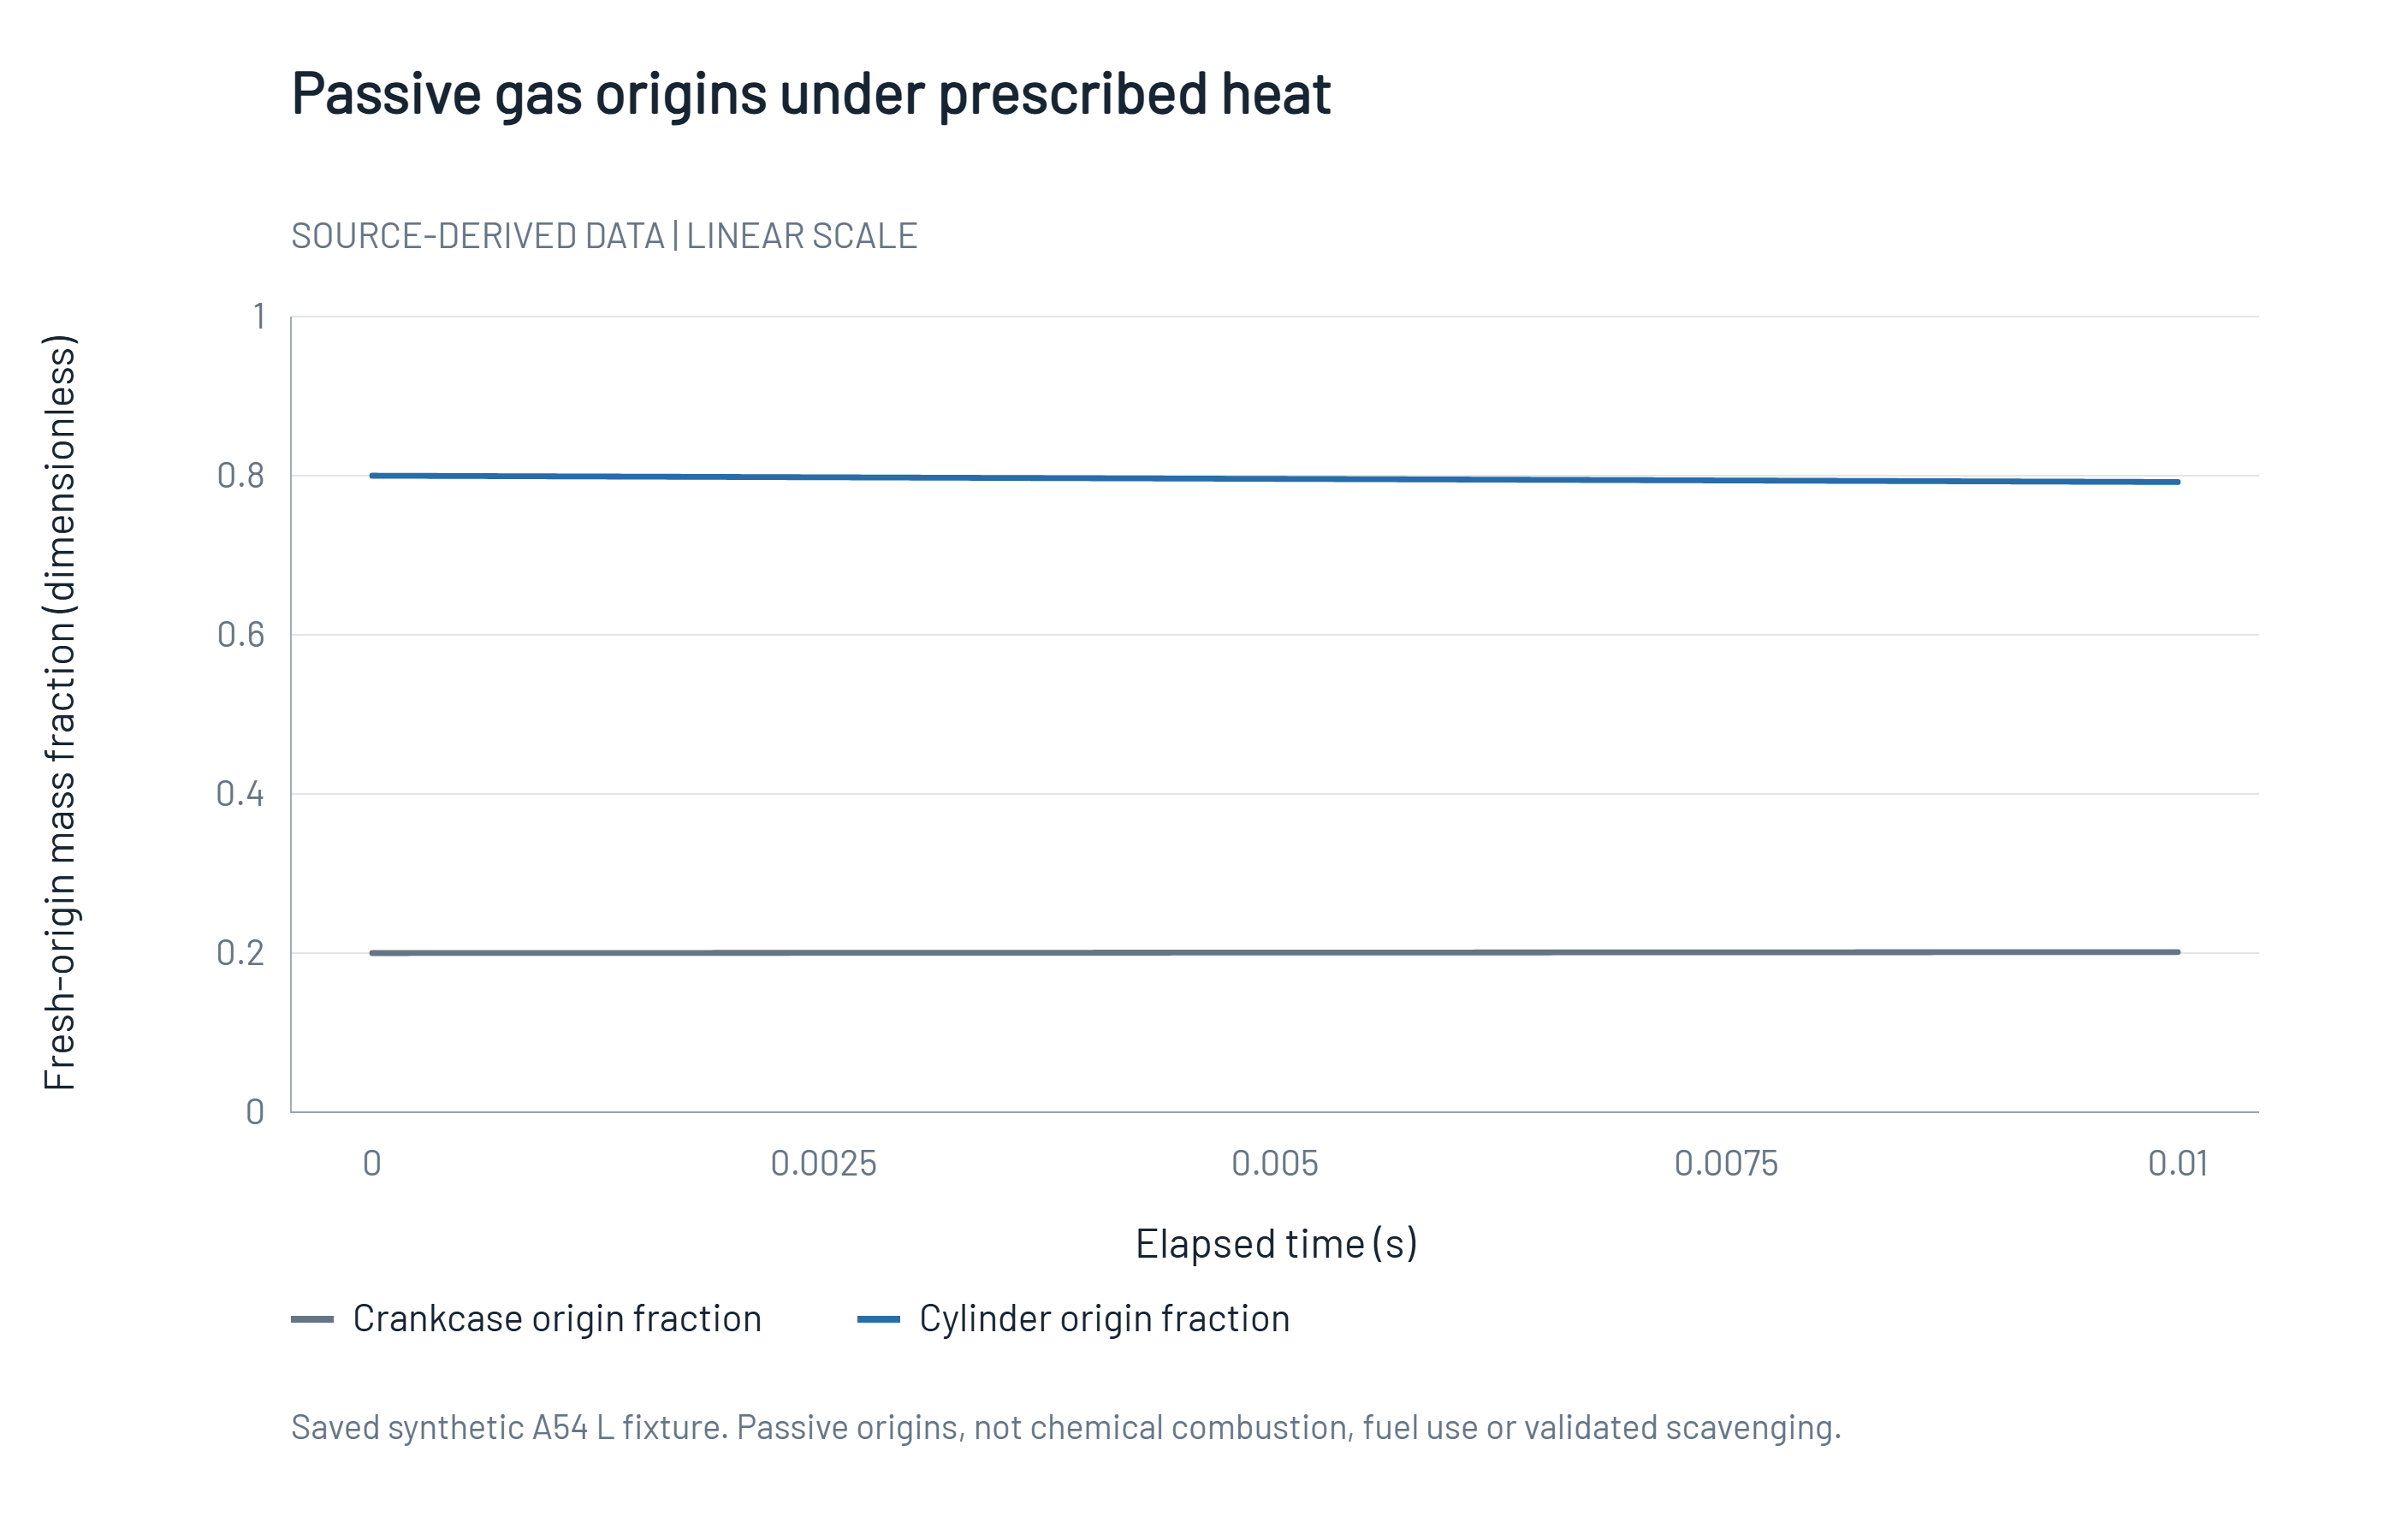 Passive gas origins under prescribed heat
SOURCE-DERIVED DATA | LINEAR SCALE
Fresh-origin mass fraction (dimensionless)
1
0.8
0.6
0.4
0.2
0
0 0.0025 0.005 0.0075 0.01
Elapsed time (s)
Crankcase origin fraction Cylinder origin fraction
Saved synthetic A54 L fixture. Passive origins, not chemical combustion, fuel use or validated scavenging.